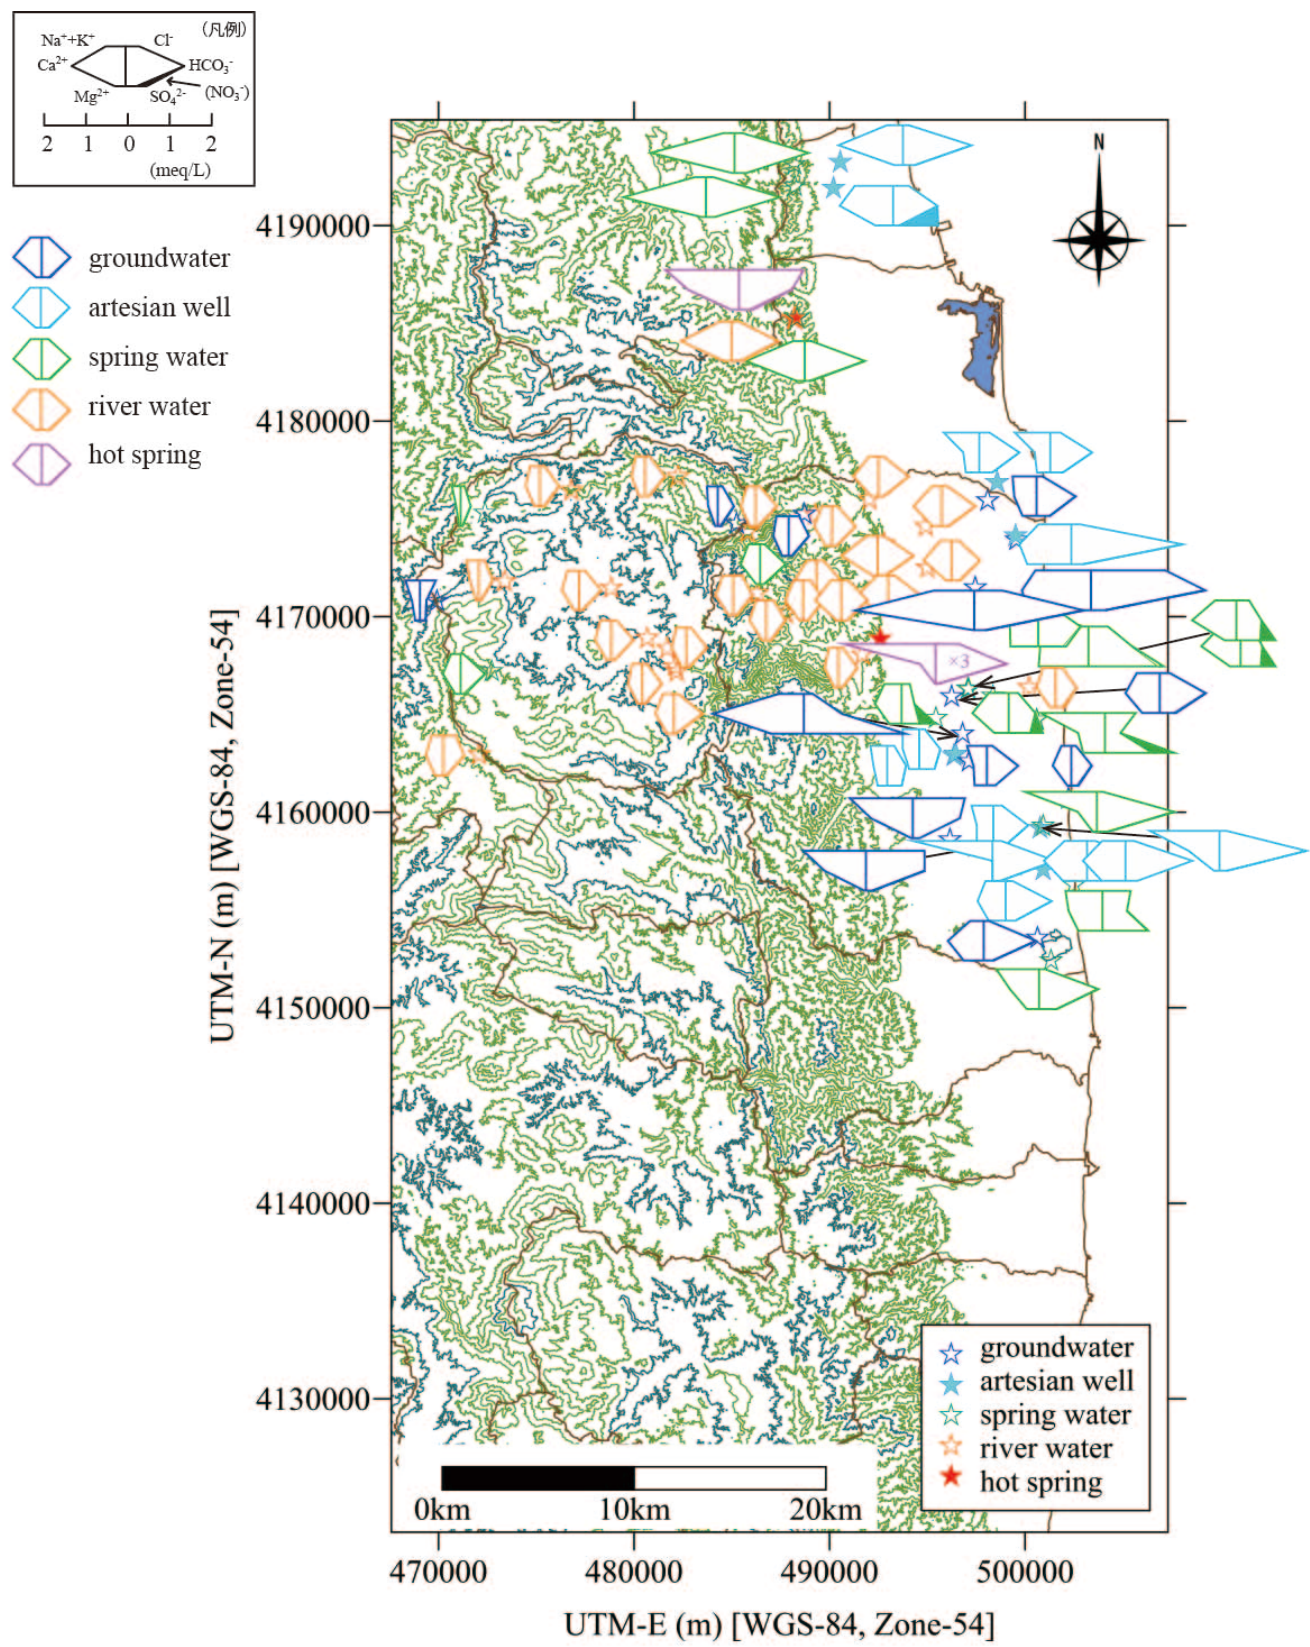 (凡例)
Na⁺+K⁺ Cl⁻
Ca²⁺ HCO₃⁻
Mg²⁺ SO₄²⁻ (NO₃⁻)
2 1 0 1 2
(meq/L)
groundwater
artesian well
spring water
river water
hot spring
N
4190000
4180000
4170000
4160000
4150000
4140000
4130000
UTM-N (m) [WGS-84, Zone-54]
×3
groundwater
artesian well
spring water
river water
hot spring
0km 10km 20km
470000 480000 490000 500000
UTM-E (m) [WGS-84, Zone-54]